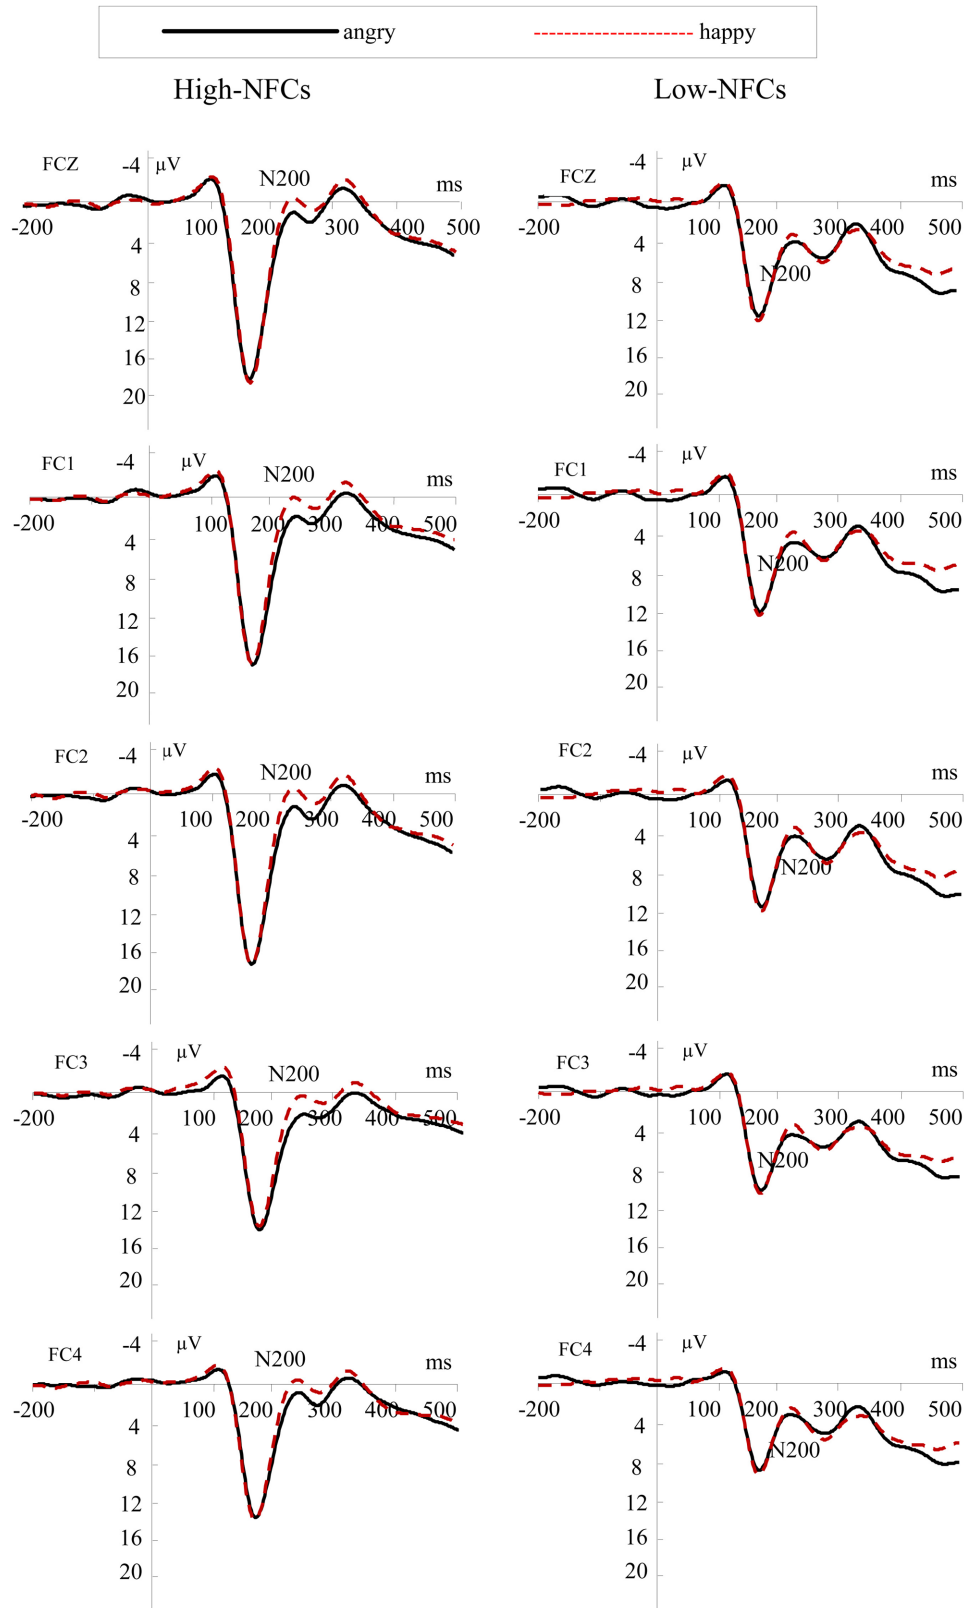 angry happy
High-NFCs Low-NFCs
FCZ -4 µV N200 ms
-200 100 200 300 400 500
4
8
12
16
20
FCZ -4 µV ms
-200 100 200 300 400 500
4 N200
8
12
16
20
FC1 -4 µV N200 ms
-200 100 200 300 400 500
4
8
12
16
20
FC1 -4 µV ms
-200 100 200 300 400 500
4 N200
8
12
16
20
FC2 -4 µV N200 ms
-200 100 200 300 400 500
4
8
12
16
20
FC2 -4 µV ms
-200 100 200 300 400 500
4 N200
8
12
16
20
FC3 -4 µV N200 ms
-200 100 200 300 400 500
4
8
12
16
20
FC3 -4 µV ms
-200 100 200 300 400 500
4 N200
8
12
16
20
FC4 -4 µV N200 ms
-200 100 200 300 400 500
4
8
12
16
20
FC4 -4 µV ms
-200 100 200 300 400 500
4 N200
8
12
16
20